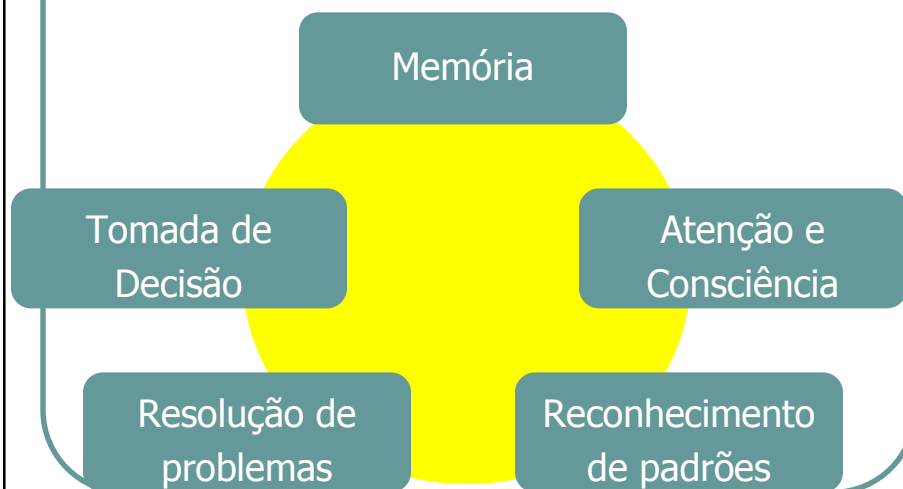 Memória
Tomada de
Decisão
Atenção e
Consciência
Resolução de
problemas
Reconhecimento
de padrões